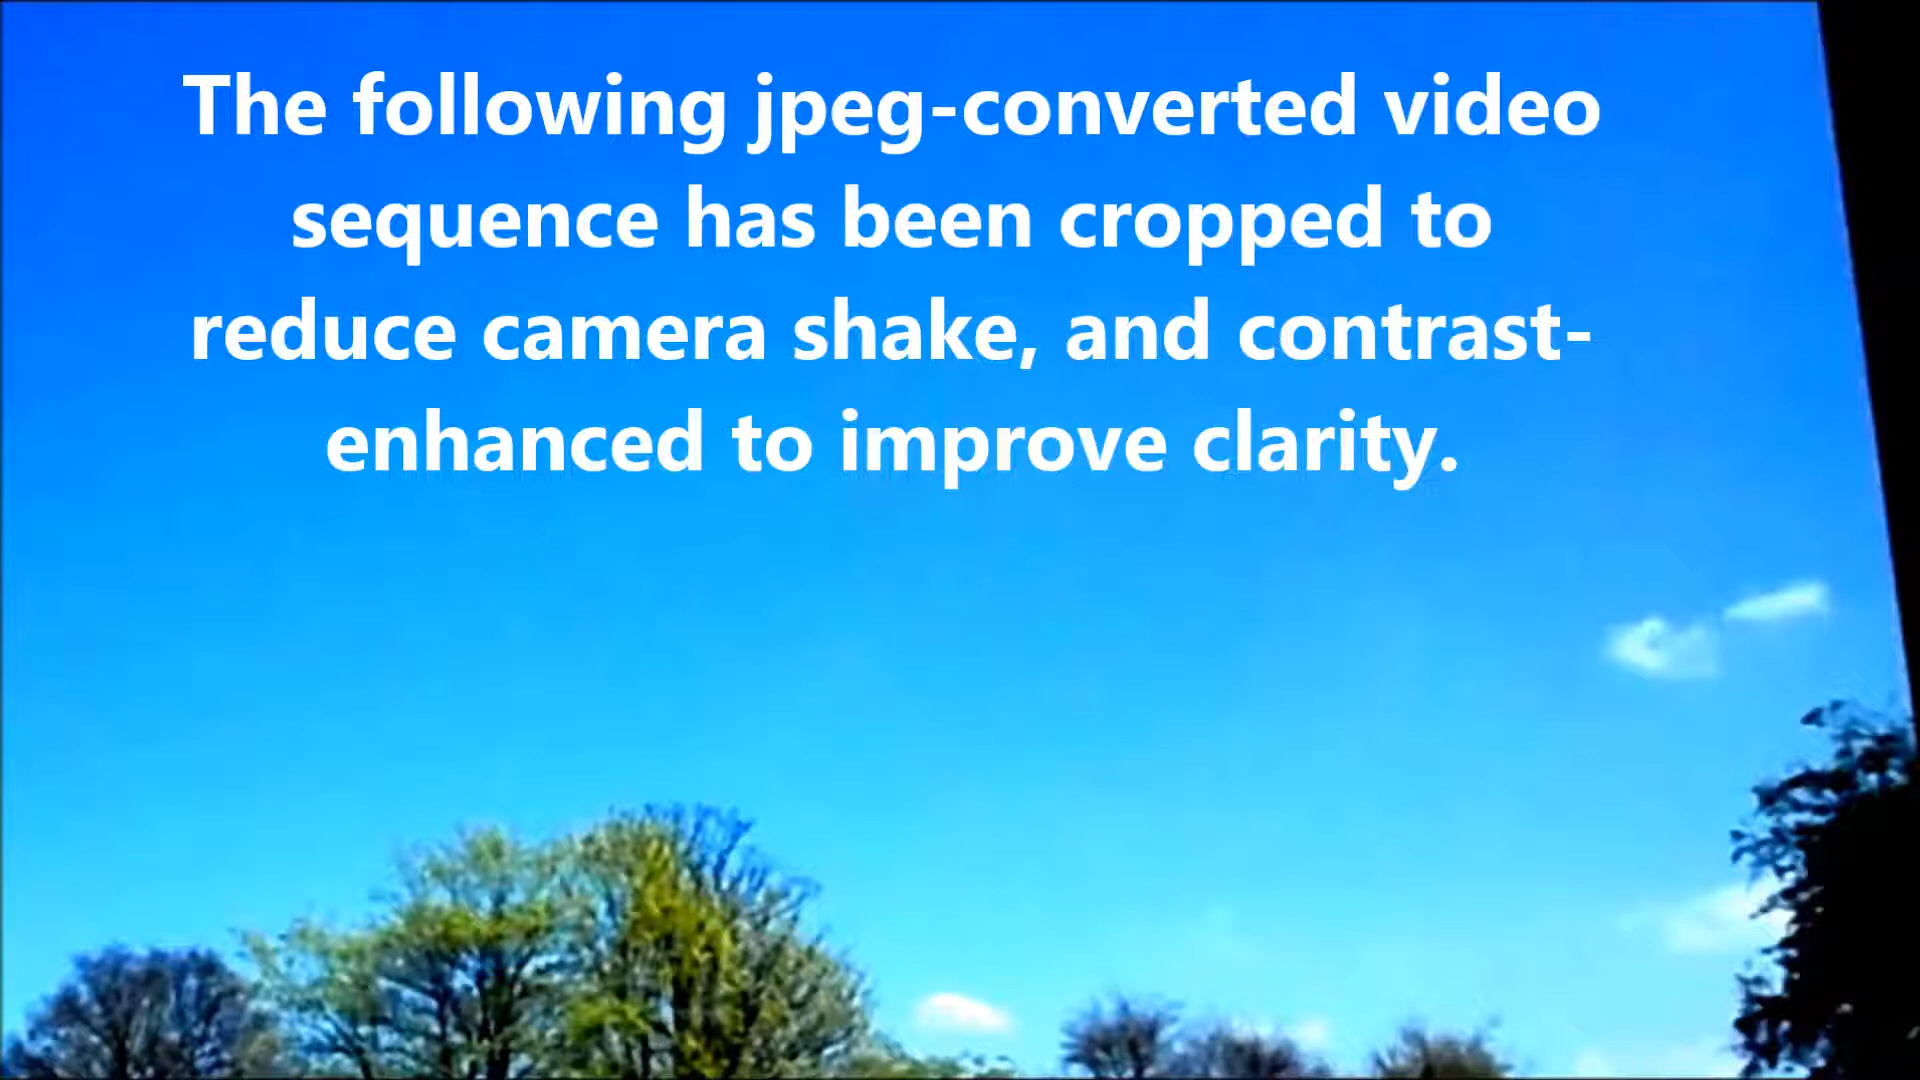 The following jpeg-converted video
sequence has been cropped to
reduce camera shake, and contrast-
enhanced to improve clarity.